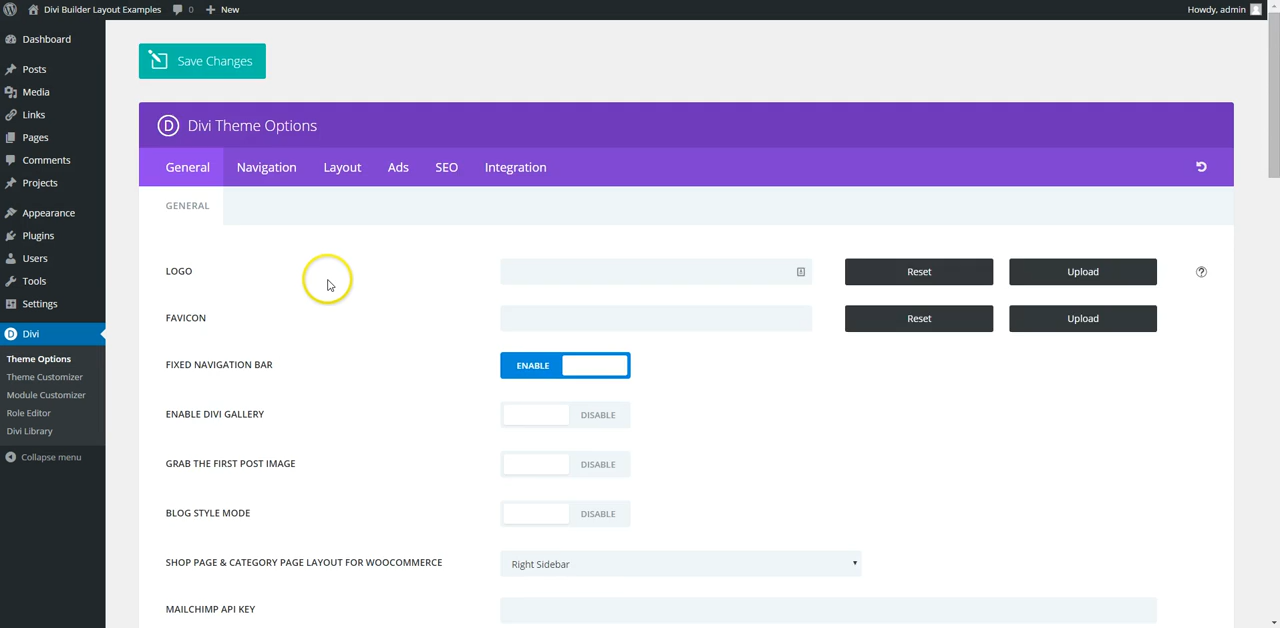 Divi Builder Layout Examples 0 New Howdy, admin
Dashboard
Posts
Media
Links
Pages
Comments
Projects
Appearance
Plugins
Users
Tools
Settings
Divi
Theme Options
Theme Customizer
Module Customizer
Role Editor
Divi Library
Collapse menu
Save Changes
D Divi Theme Options
General Navigation Layout Ads SEO Integration
GENERAL
LOGO Reset Upload ?
FAVICON Reset Upload
FIXED NAVIGATION BAR ENABLE
ENABLE DIVI GALLERY DISABLE
GRAB THE FIRST POST IMAGE DISABLE
BLOG STYLE MODE DISABLE
SHOP PAGE & CATEGORY PAGE LAYOUT FOR WOOCOMMERCE Right Sidebar
MAILCHIMP API KEY